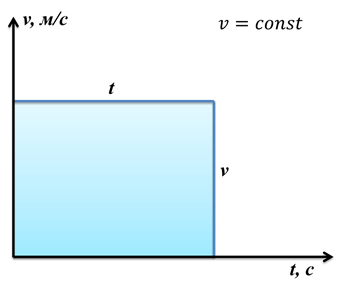 v, м/с
v = const
t
v
t, с